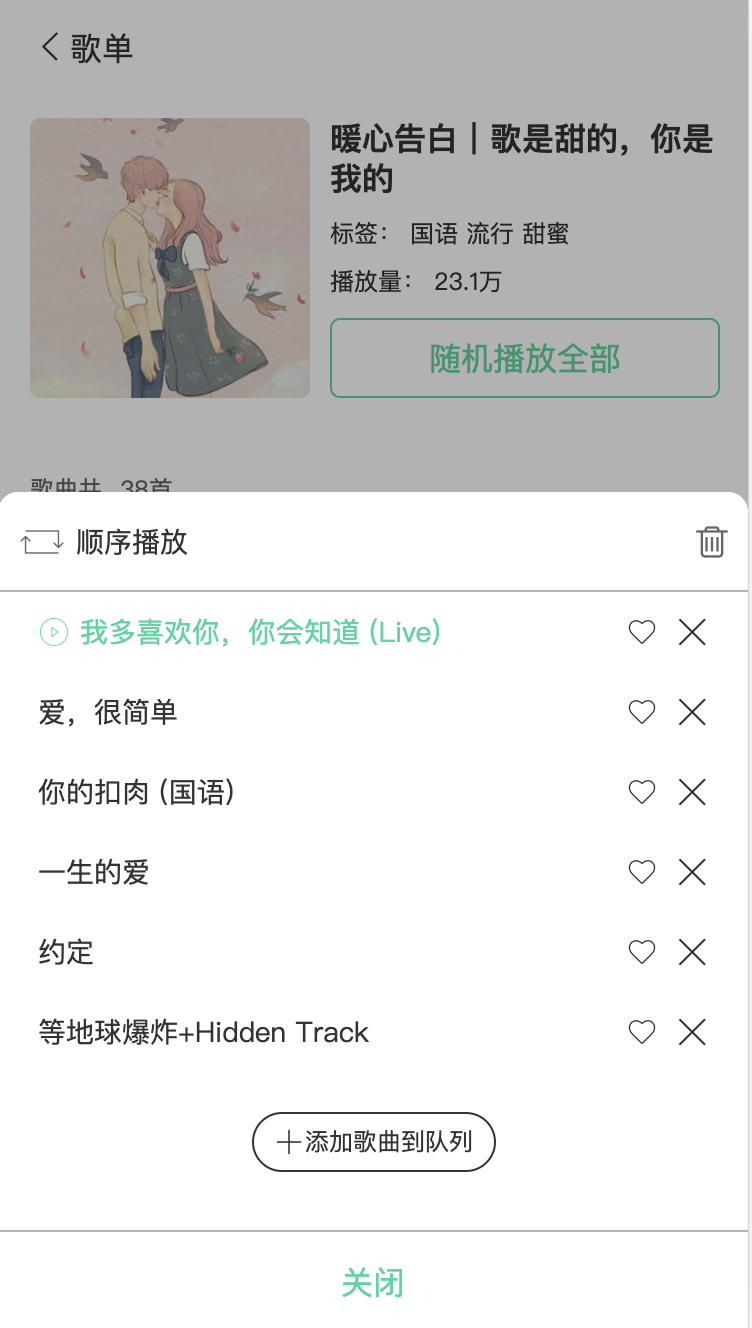 歌单
暖心告白｜歌是甜的，你是
我的
标签： 国语 流行 甜蜜
播放量： 23.1万
随机播放全部
歌曲共 38首
顺序播放
我多喜欢你，你会知道 (Live)
爱，很简单
你的扣肉 (国语)
一生的爱
约定
等地球爆炸+Hidden Track
添加歌曲到队列
关闭